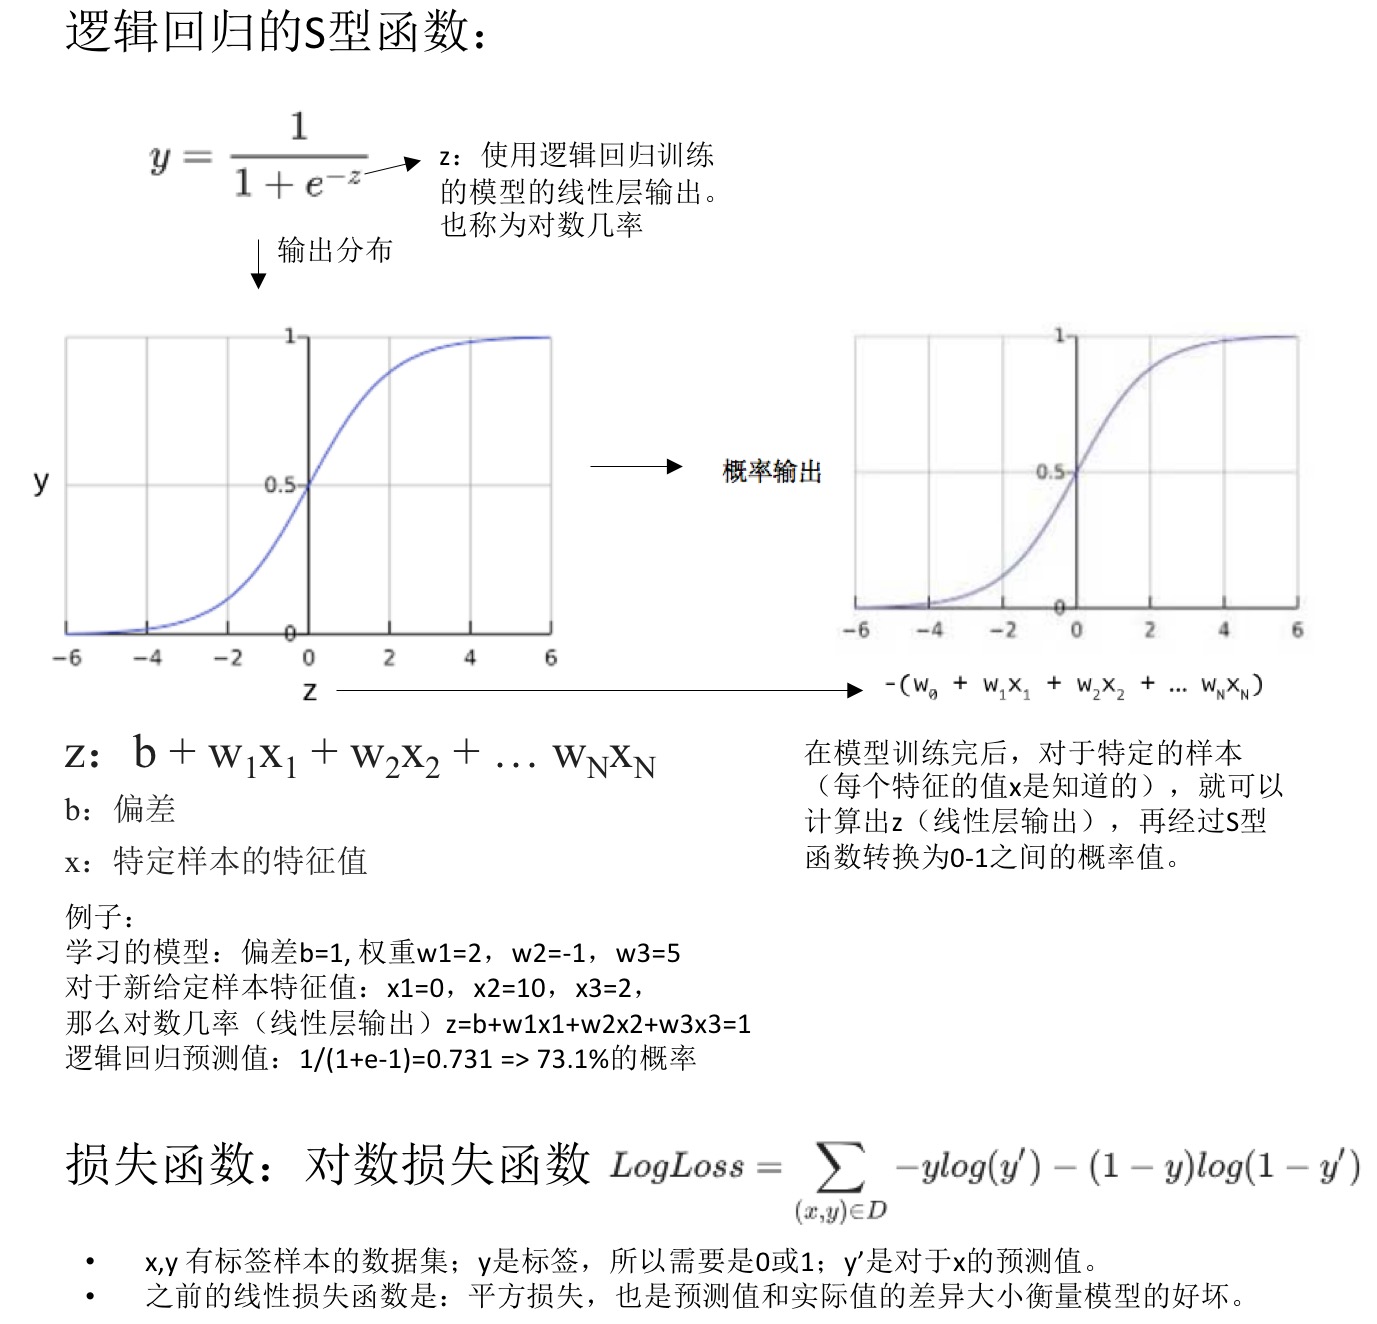 逻辑回归的S型函数：
y = 1 / (1 + e^{-z})
z：使用逻辑回归训练
的模型的线性层输出。
也称为对数几率
输出分布
1
0.5
0
y
-6 -4 -2 0 2 4 6
z
概率输出
1
0.5
0
-6 -4 -2 0 2 4 6
-(w₀ + w₁x₁ + w₂x₂ + … w_Nx_N)
z：b + w₁x₁ + w₂x₂ + … w_Nx_N
b：偏差
x：特定样本的特征值
在模型训练完后，对于特定的样本
（每个特征的值x是知道的），就可以
计算出z（线性层输出），再经过S型
函数转换为0-1之间的概率值。
例子：
学习的模型：偏差b=1, 权重w1=2，w2=-1，w3=5
对于新给定样本特征值：x1=0，x2=10，x3=2，
那么对数几率（线性层输出）z=b+w1x1+w2x2+w3x3=1
逻辑回归预测值：1/(1+e-1)=0.731 => 73.1%的概率
损失函数：对数损失函数 LogLoss = ∑_{(x,y)∈D} −ylog(y′) − (1 − y)log(1 − y′)
• x,y 有标签样本的数据集；y是标签，所以需要是0或1；y’是对于x的预测值。
• 之前的线性损失函数是：平方损失，也是预测值和实际值的差异大小衡量模型的好坏。